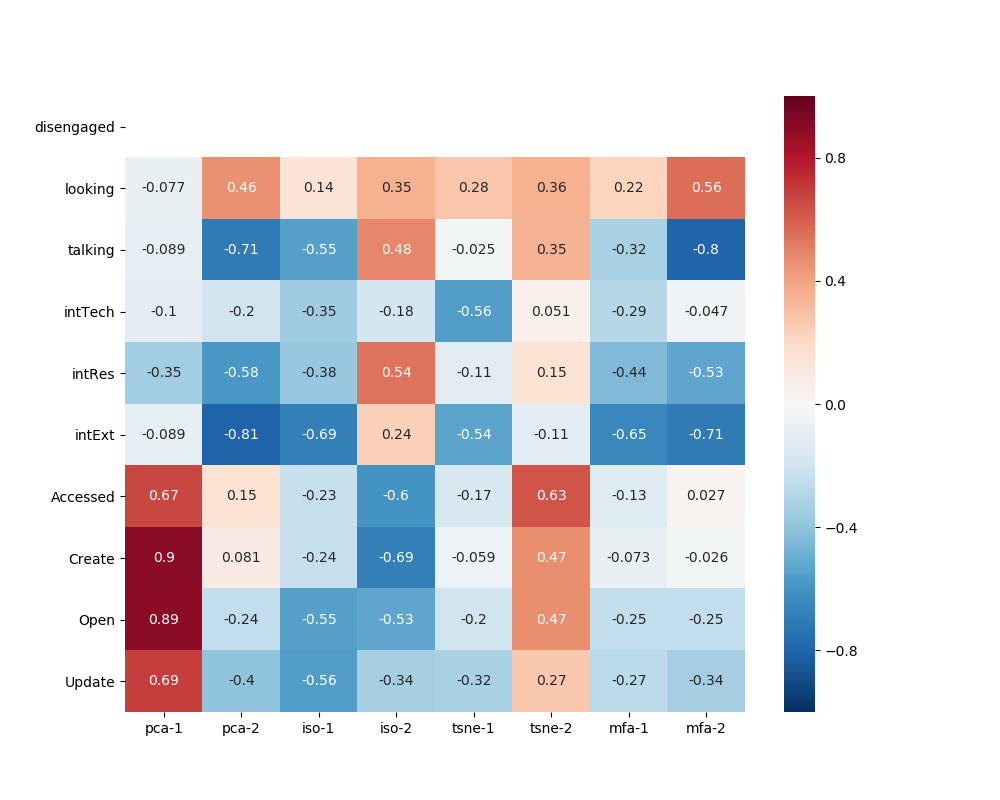 disengaged
looking -0.077 0.46 0.14 0.35 0.28 0.36 0.22 0.56
talking -0.089 -0.71 -0.55 0.48 -0.025 0.35 -0.32 -0.8
intTech -0.1 -0.2 -0.35 -0.18 -0.56 0.051 -0.29 -0.047
intRes -0.35 -0.58 -0.38 0.54 -0.11 0.15 -0.44 -0.53
intExt -0.089 -0.81 -0.69 0.24 -0.54 -0.11 -0.65 -0.71
Accessed 0.67 0.15 -0.23 -0.6 -0.17 0.63 -0.13 0.027
Create 0.9 0.081 -0.24 -0.69 -0.059 0.47 -0.073 -0.026
Open 0.89 -0.24 -0.55 -0.53 -0.2 0.47 -0.25 -0.25
Update 0.69 -0.4 -0.56 -0.34 -0.32 0.27 -0.27 -0.34
pca-1 pca-2 iso-1 iso-2 tsne-1 tsne-2 mfa-1 mfa-2
0.8
0.4
0.0
−0.4
−0.8